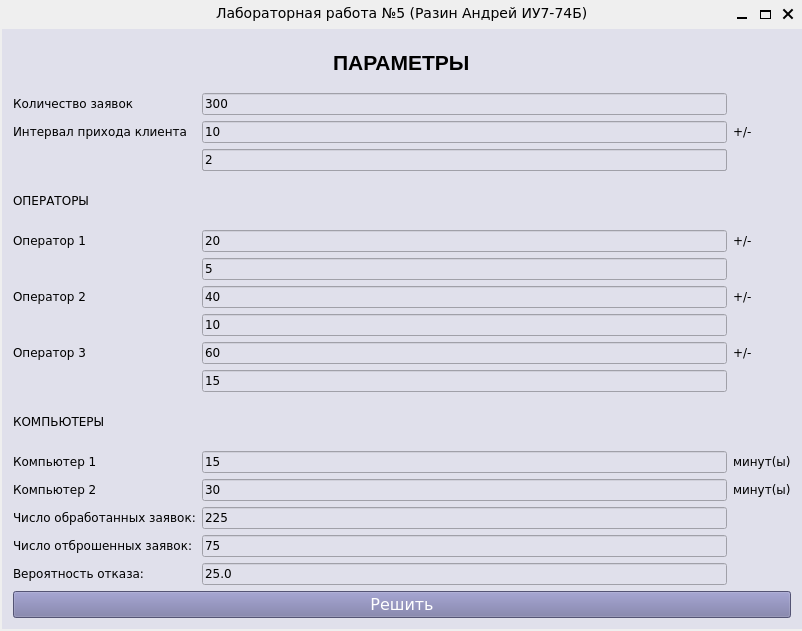 Лабораторная работа №5 (Разин Андрей ИУ7-74Б)
ПАРАМЕТРЫ
Количество заявок 300
Интервал прихода клиента 10 +/-
2
ОПЕРАТОРЫ
Оператор 1 20 +/-
5
Оператор 2 40 +/-
10
Оператор 3 60 +/-
15
КОМПЬЮТЕРЫ
Компьютер 1 15 минут(ы)
Компьютер 2 30 минут(ы)
Число обработанных заявок: 225
Число отброшенных заявок: 75
Вероятность отказа: 25.0
Решить